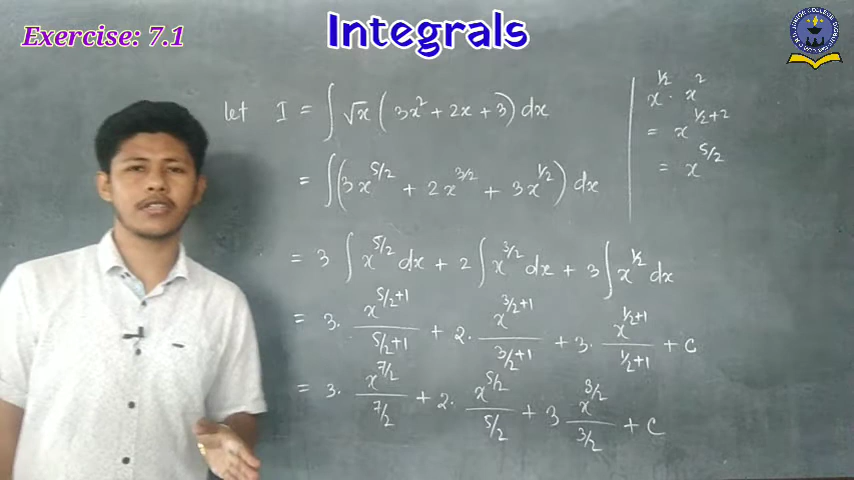 Exercise: 7.1
Integrals
let I = ∫ √x (3x² + 2x + 3) dx
= ∫(3x^{5/2} + 2x^{3/2} + 3x^{1/2}) dx
= 3 ∫ x^{5/2} dx + 2 ∫ x^{3/2} dx + 3 ∫ x^{1/2} dx
= 3. x^{5/2+1}/(5/2+1) + 2. x^{3/2+1}/(3/2+1) + 3. x^{1/2+1}/(1/2+1) + C
= 3. x^{7/2}/(7/2) + 2. x^{5/2}/(5/2) + 3 x^{3/2}/(3/2) + C
x^{1/2} . x²
= x^{1/2+2}
= x^{5/2}